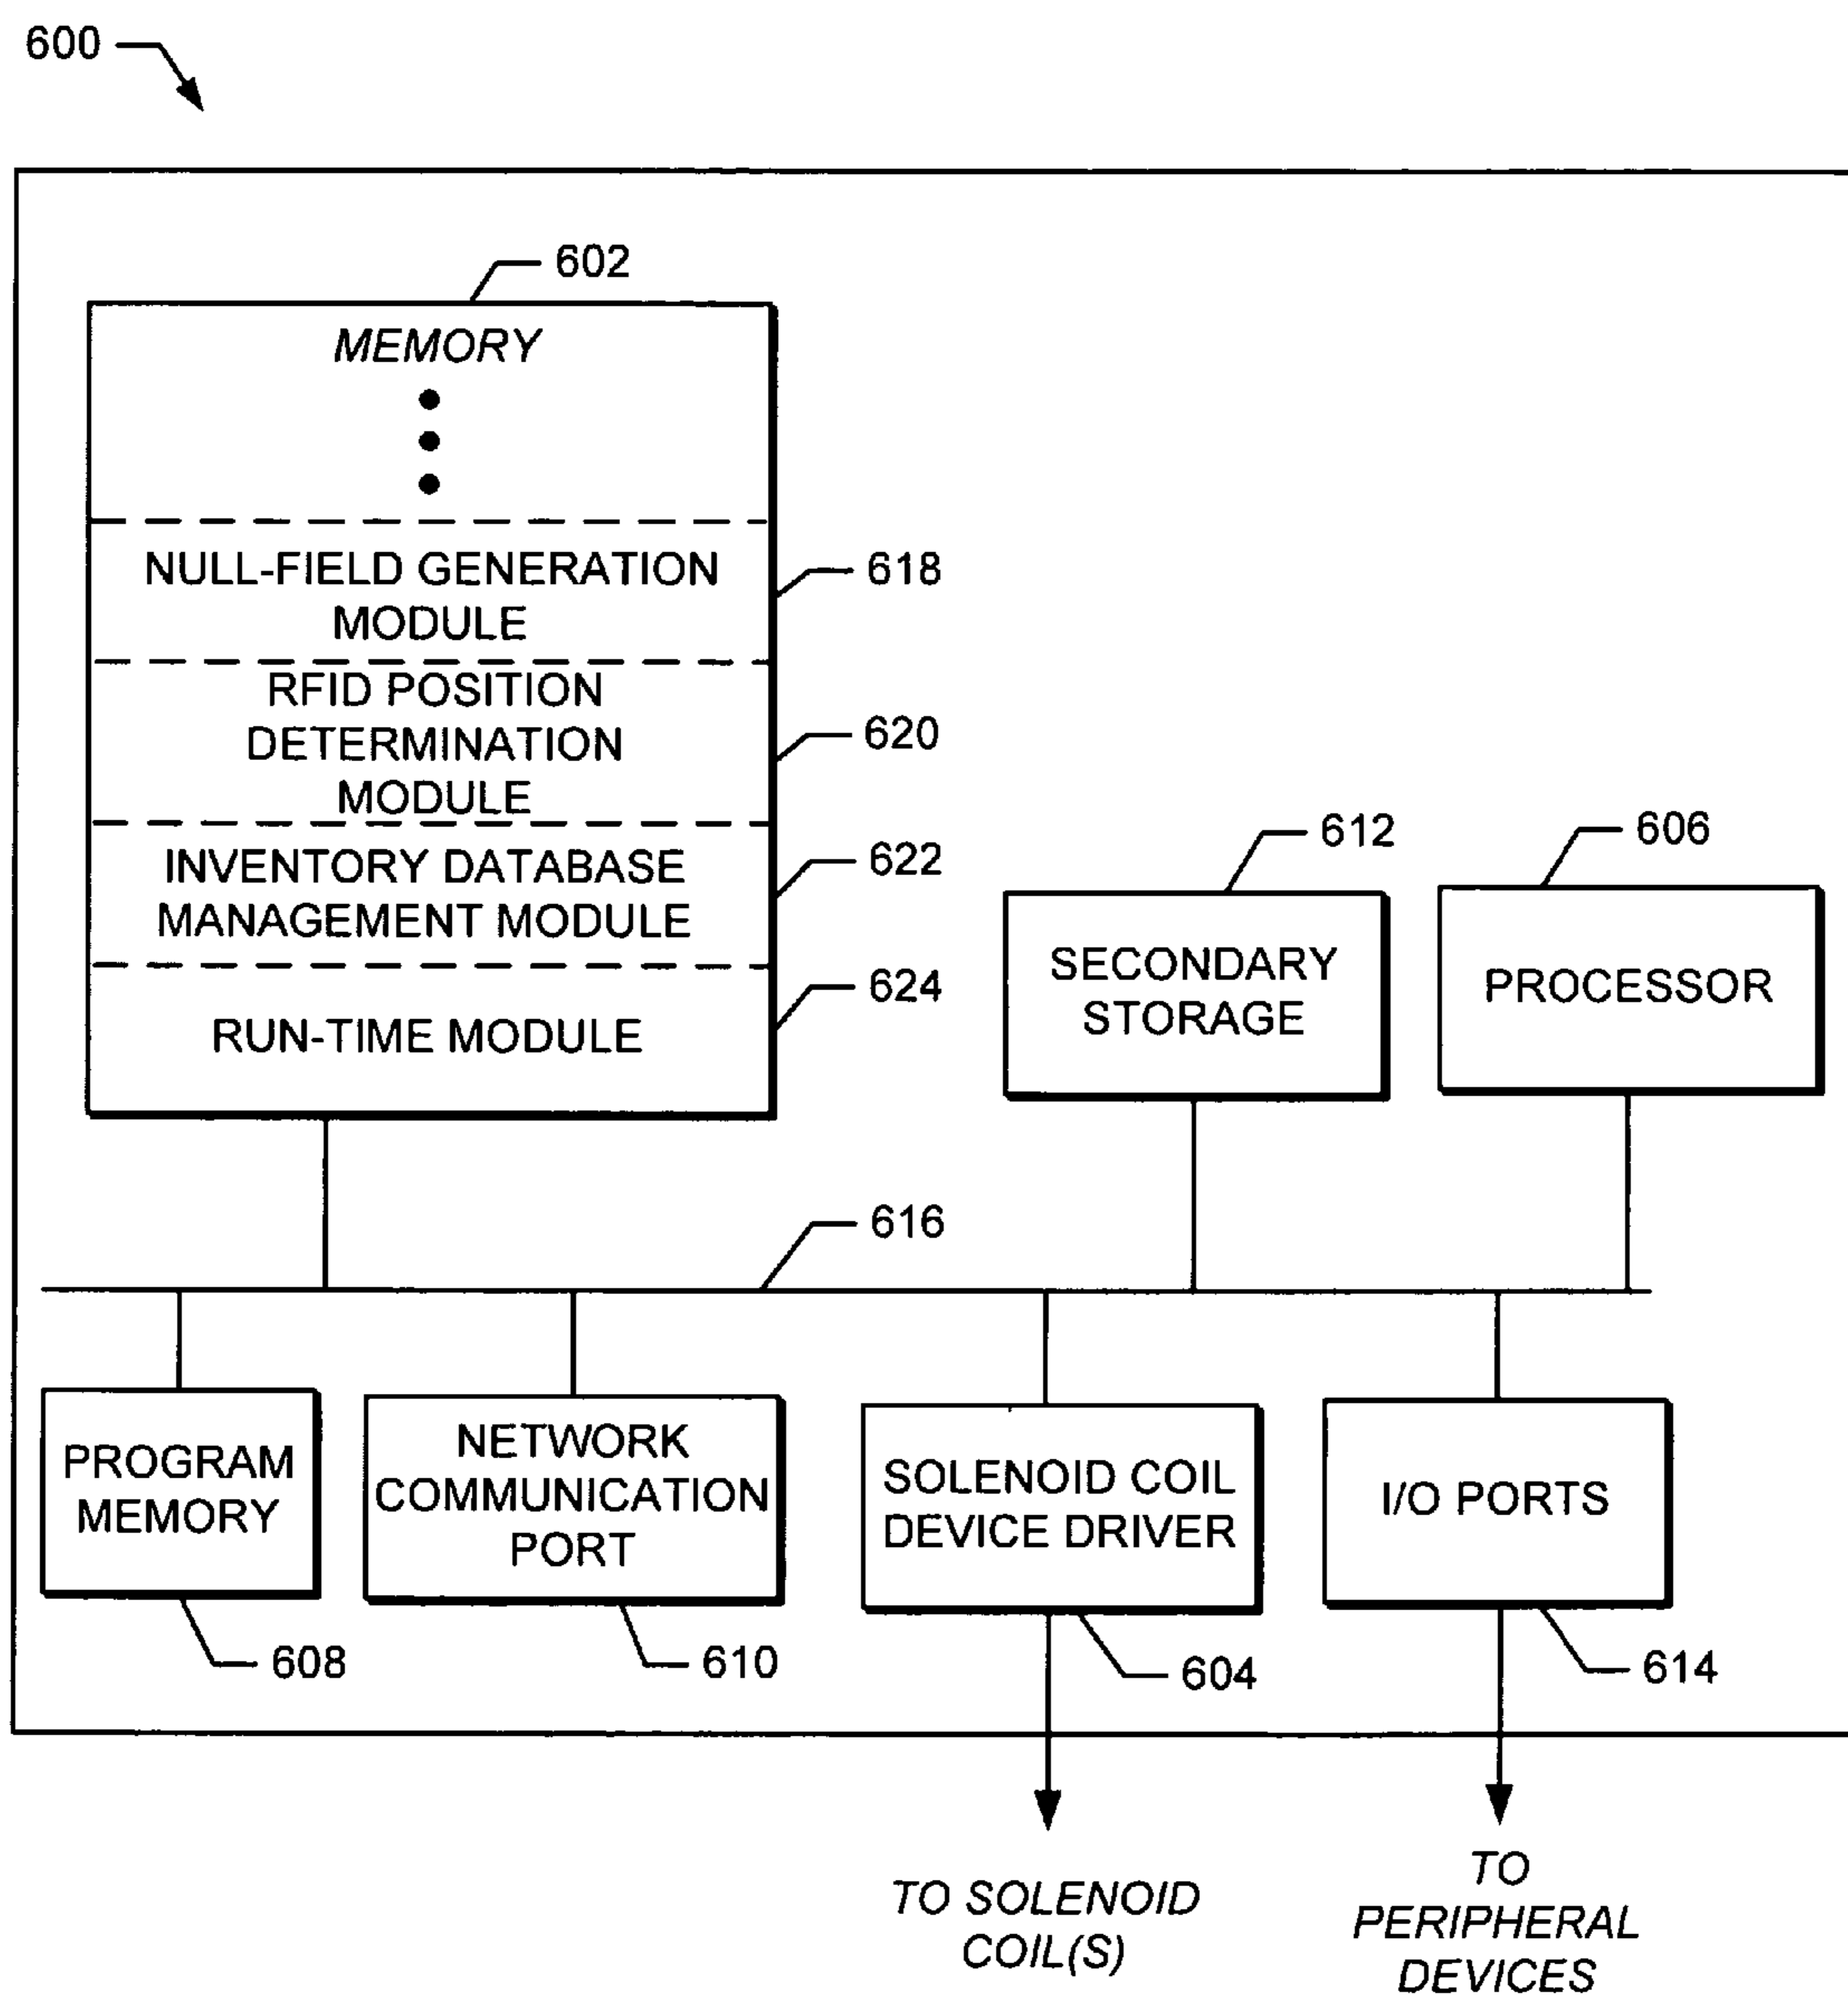 600
602
MEMORY
NULL-FIELD GENERATION
MODULE
618
RFID POSITION
DETERMINATION
MODULE
620
INVENTORY DATABASE
MANAGEMENT MODULE
622
RUN-TIME MODULE
624
612
SECONDARY
STORAGE
606
PROCESSOR
616
PROGRAM
MEMORY
608
NETWORK
COMMUNICATION
PORT
610
SOLENOID COIL
DEVICE DRIVER
604
I/O PORTS
614
TO SOLENOID
COIL(S)
TO
PERIPHERAL
DEVICES